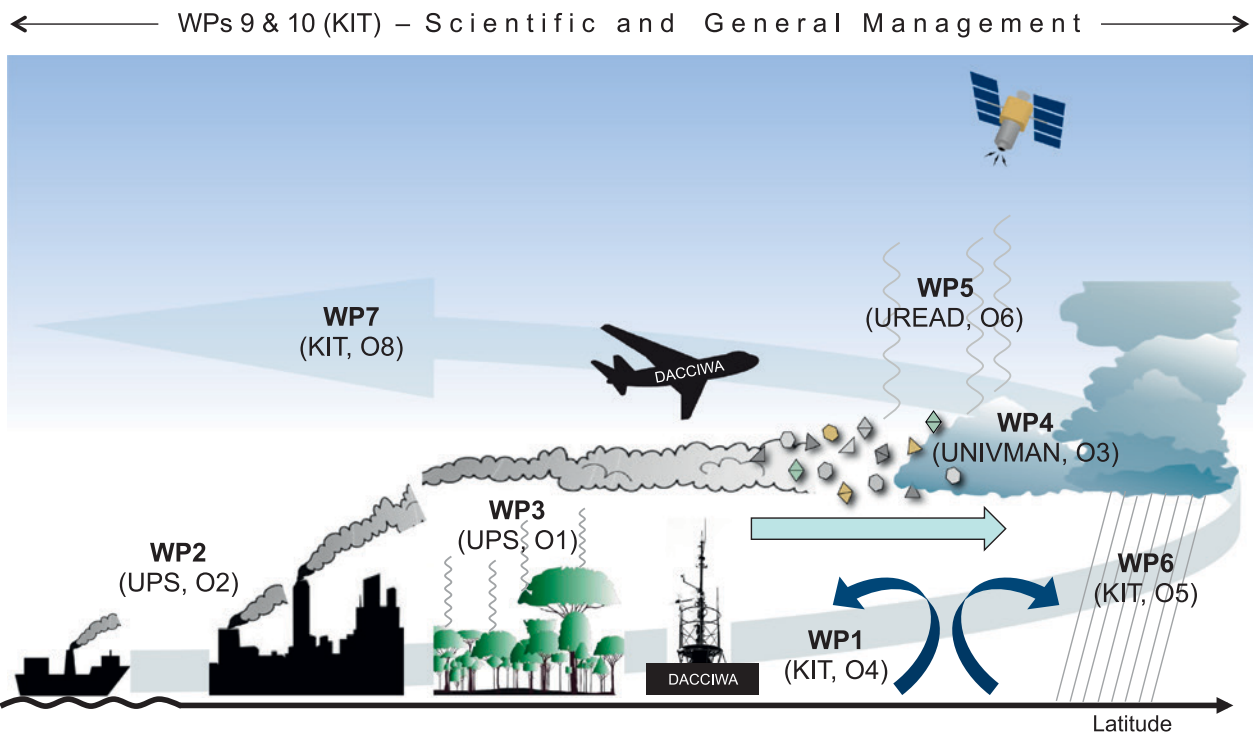 WPs 9 & 10 (KIT) – Scientific and General Management
WP5
(UREAD, O6)
WP7
(KIT, O8)
DACCIWA
WP4
(UNIVMAN, O3)
WP3
(UPS, O1)
WP2
(UPS, O2)
WP6
(KIT, O5)
WP1
(KIT, O4)
DACCIWA
Latitude